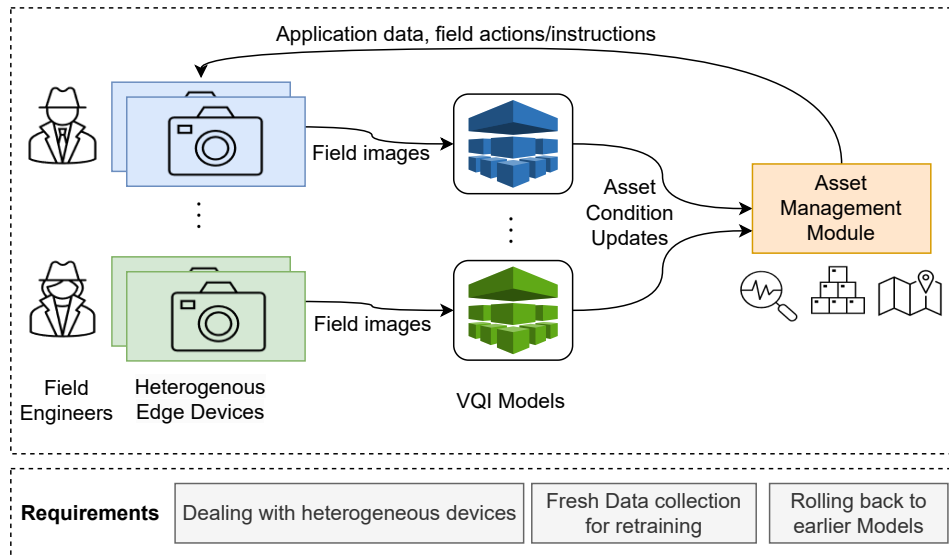 Application data, field actions/instructions
Field images
Asset
Condition
Updates
Asset
Management
Module
Field images
Field
Engineers
Heterogenous
Edge Devices
VQI Models
Requirements
Dealing with heterogeneous devices
Fresh Data collection
for retraining
Rolling back to
earlier Models